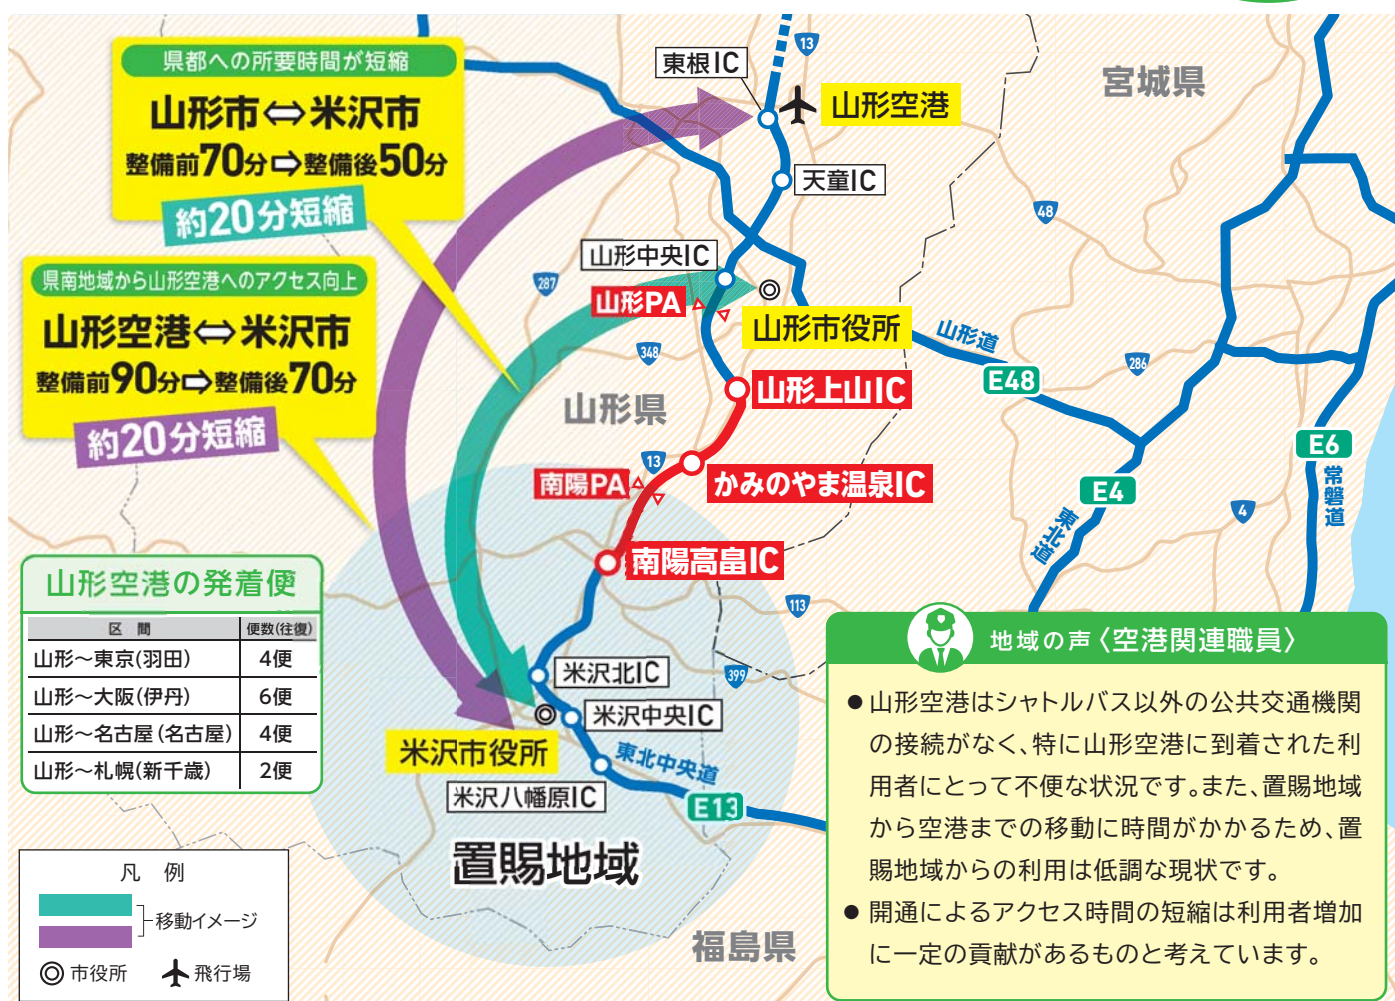 県都への所要時間が短縮
山形市⇔米沢市
整備前70分⇨整備後50分
約20分短縮
県南地域から山形空港へのアクセス向上
山形空港⇔米沢市
整備前90分⇨整備後70分
約20分短縮
13
東根IC
山形空港
宮城県
天童IC
48
山形中央IC
287
山形PA
山形市役所
山形道
348
286
E48
山形上山IC
山形県
E6
常磐道
13
かみのやま温泉IC
南陽PA
E4
東北道
4
南陽高畠IC
113
米沢北IC
399
米沢中央IC
米沢市役所
東北中央道
米沢八幡原IC
E13
置賜地域
福島県
山形空港の発着便
区 間 便数(往復)
山形～東京(羽田) 4便
山形～大阪(伊丹) 6便
山形～名古屋(名古屋) 4便
山形～札幌(新千歳) 2便
凡 例
移動イメージ
市役所 飛行場
地域の声〈空港関連職員〉
● 山形空港はシャトルバス以外の公共交通機関
の接続がなく、特に山形空港に到着された利
用者にとって不便な状況です。また、置賜地域
から空港までの移動に時間がかかるため、置
賜地域からの利用は低調な現状です。
● 開通によるアクセス時間の短縮は利用者増加
に一定の貢献があるものと考えています。